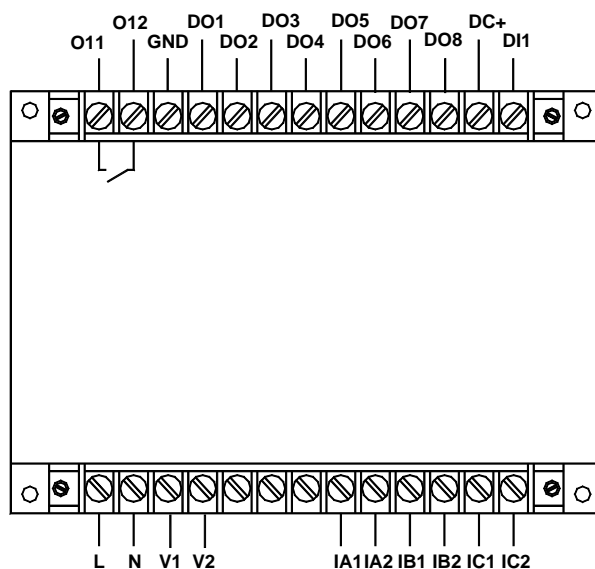 O11 O12 GND DO1 DO2 DO3 DO4 DO5 DO6 DO7 DO8 DC+ DI1
L N V1 V2 IA1 IA2 IB1 IB2 IC1 IC2